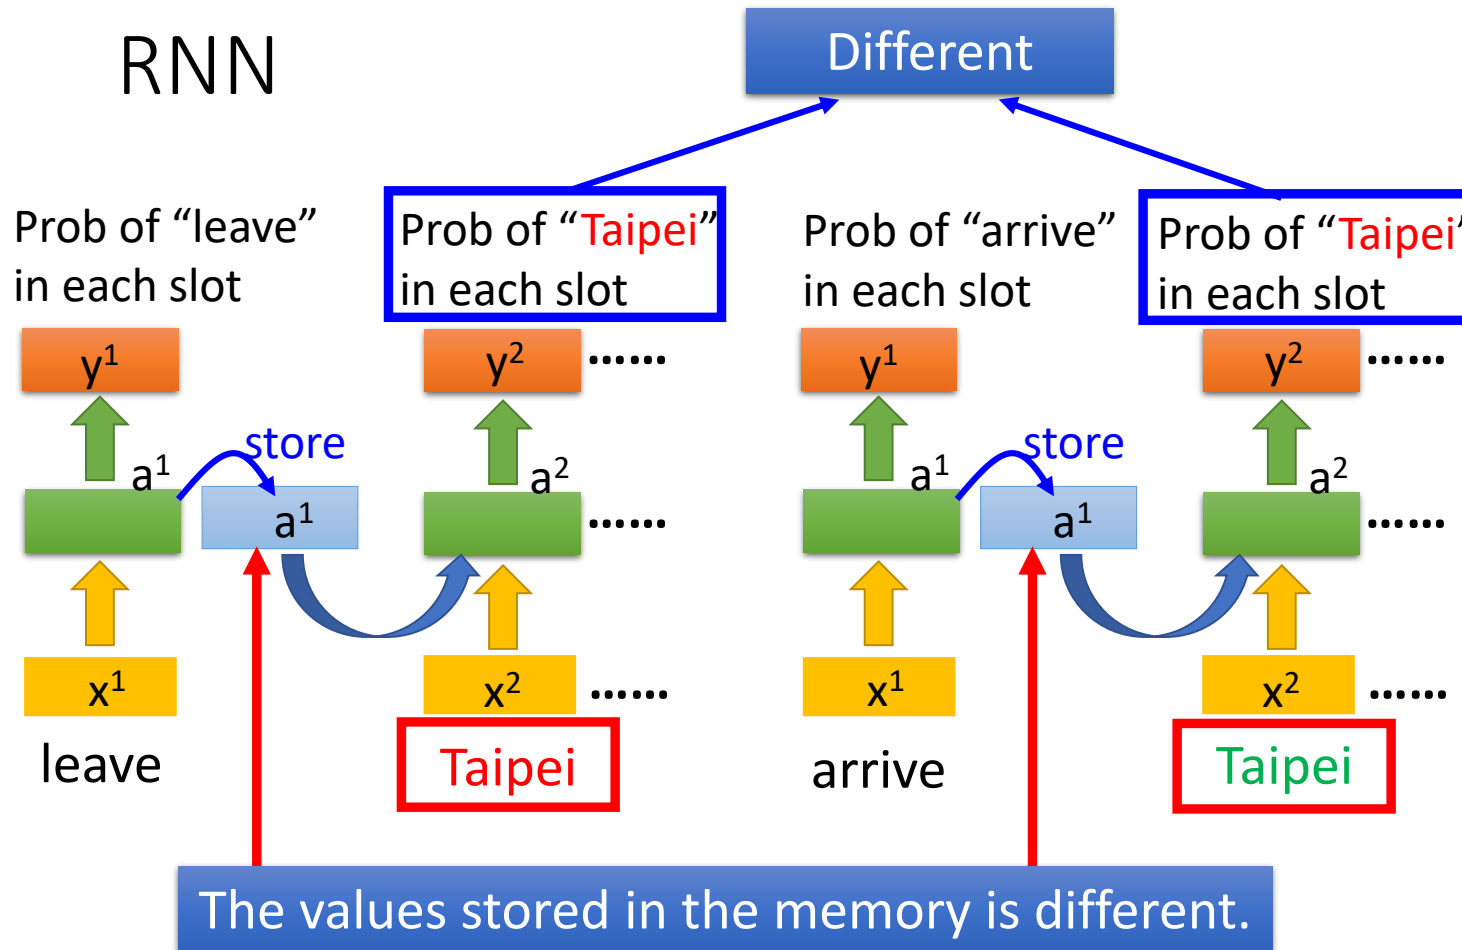 RNN
Different
Prob of “leave”
in each slot
Prob of “Taipei”
in each slot
Prob of “arrive”
in each slot
Prob of “Taipei”
in each slot
y¹
y²
……
y¹
y²
……
store
store
a¹
a¹
a²
……
a¹
a¹
a²
……
x¹
x²
……
x¹
x²
……
leave
Taipei
arrive
Taipei
The values stored in the memory is different.